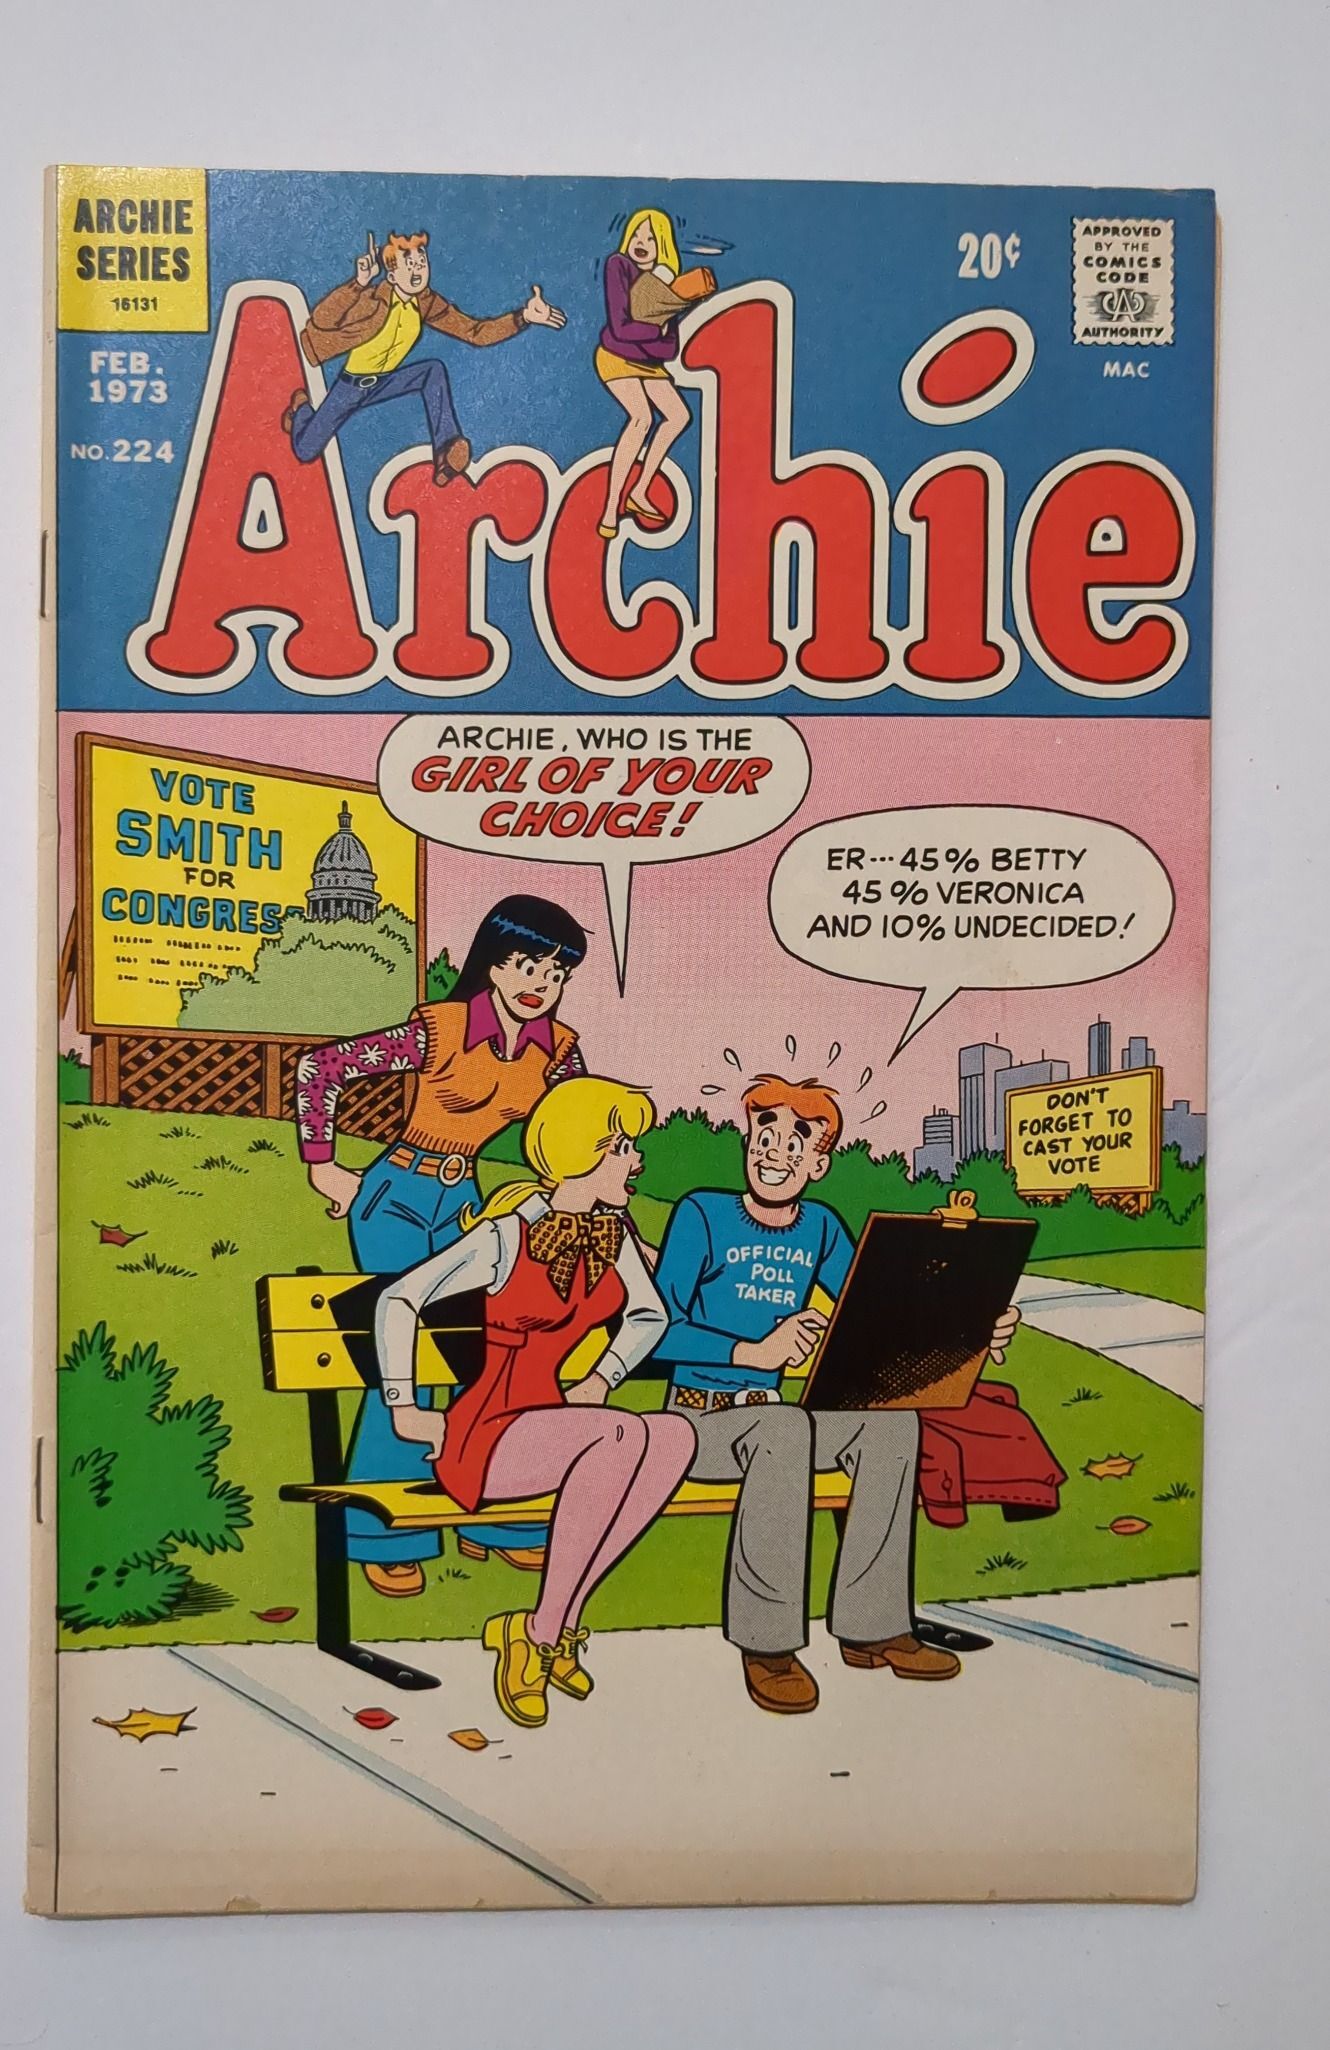 ARCHIE
SERIES
16131
FEB.
1973
NO. 224
20¢
APPROVED
BY THE
COMICS
CODE
CA
AUTHORITY
MAC
Archie
ARCHIE, WHO IS THE
GIRL OF YOUR
CHOICE!
ER... 45% BETTY
45% VERONICA
AND 10% UNDECIDED!
VOTE
SMITH
FOR
CONGRESS
DON'T
FORGET TO
CAST YOUR
VOTE
OFFICIAL
POLL
TAKER